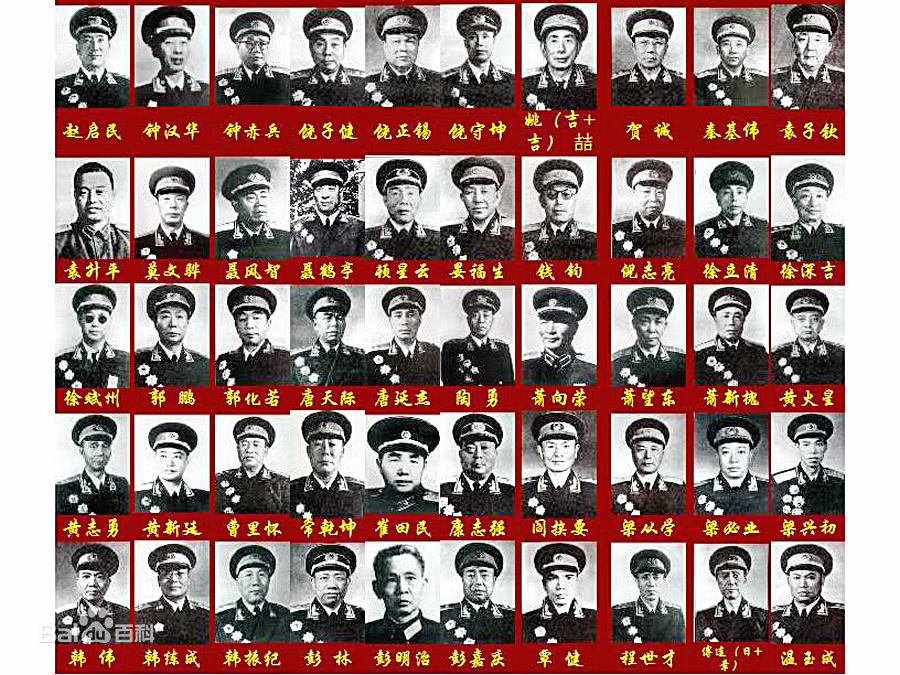 赵启民 钟汉华 钟赤兵 饶子健 饶正锡 饶守坤 姚（吉+吉）喆 贺诚 秦基伟 袁子钦
袁升平 莫文骅 聂凤智 聂鹤亭 顿星云 晏福生 钱钧 倪志亮 徐立清 徐深吉
徐斌州 郭鹏 郭化若 唐天际 唐延杰 陶勇 萧向荣 萧望东 萧新槐 黄火星
黄志勇 黄新廷 曹里怀 常乾坤 崔田民 康志强 阎揆要 梁从学 梁必业 梁兴初
韩伟 韩练成 韩振纪 彭林 彭明治 彭嘉庆 覃健 程世才 傅连（日+章） 温玉成
Bai百科